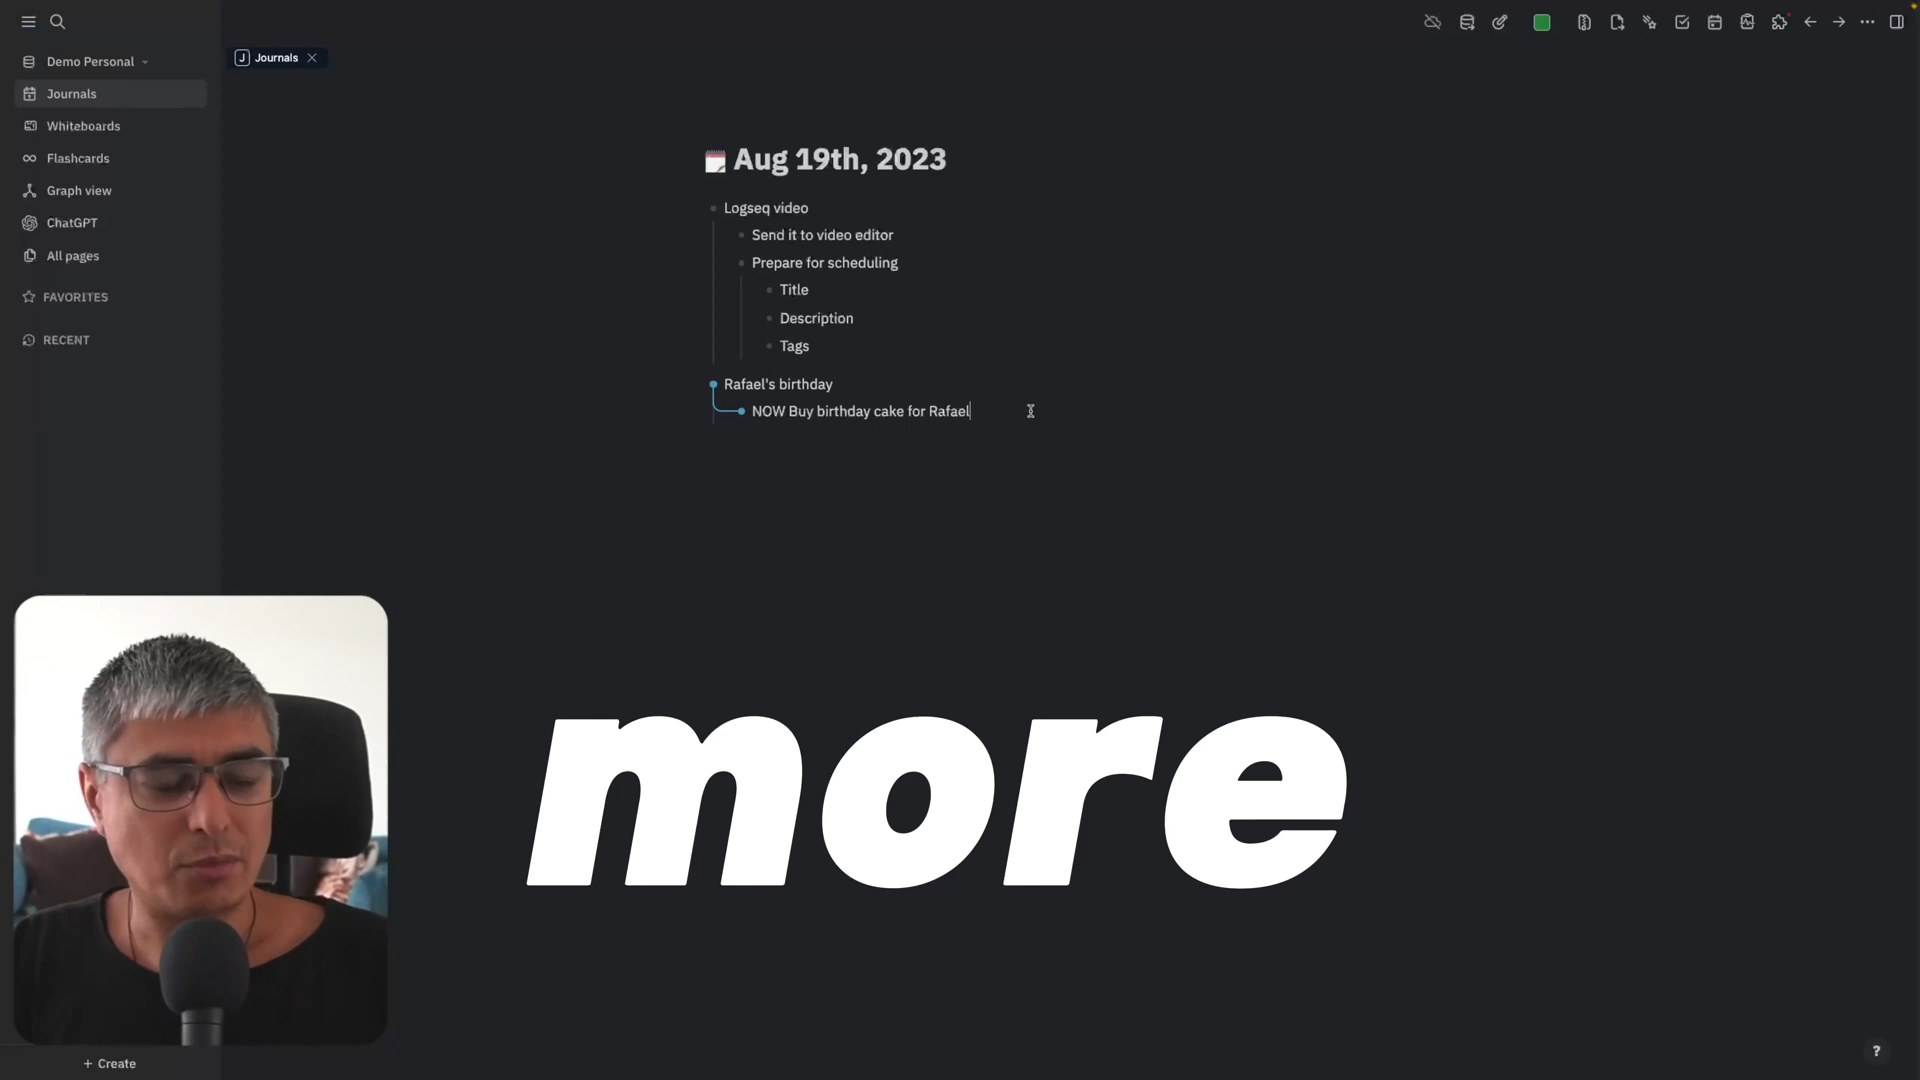 Demo Personal
J Journals
Journals
Whiteboards
Flashcards
Graph view
ChatGPT
All pages
FAVORITES
RECENT
Aug 19th, 2023
Logseq video
Send it to video editor
Prepare for scheduling
Title
Description
Tags
Rafael's birthday
NOW Buy birthday cake for Rafael
more
+ Create
?